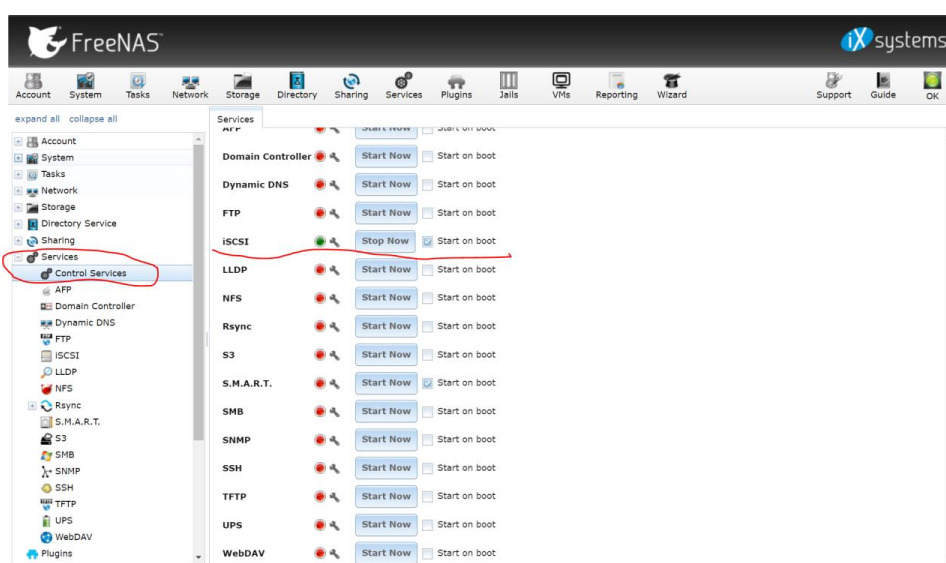 FreeNAS
iX systems
Account System Tasks Network Storage Directory Sharing Services Plugins Jails VMs Reporting Wizard Support Guide OK
expand all collapse all
Services
Account
System
Tasks
Network
Storage
Directory Service
Sharing
Services
Control Services
AFP
Domain Controller
Dynamic DNS
FTP
iSCSI
LLDP
NFS
Rsync
S.M.A.R.T.
S3
SMB
SNMP
SSH
TFTP
UPS
WebDAV
Plugins
AFP Start Now Start on boot
Domain Controller Start Now Start on boot
Dynamic DNS Start Now Start on boot
FTP Start Now Start on boot
iSCSI Stop Now Start on boot
LLDP Start Now Start on boot
NFS Start Now Start on boot
Rsync Start Now Start on boot
S3 Start Now Start on boot
S.M.A.R.T. Start Now Start on boot
SMB Start Now Start on boot
SNMP Start Now Start on boot
SSH Start Now Start on boot
TFTP Start Now Start on boot
UPS Start Now Start on boot
WebDAV Start Now Start on boot